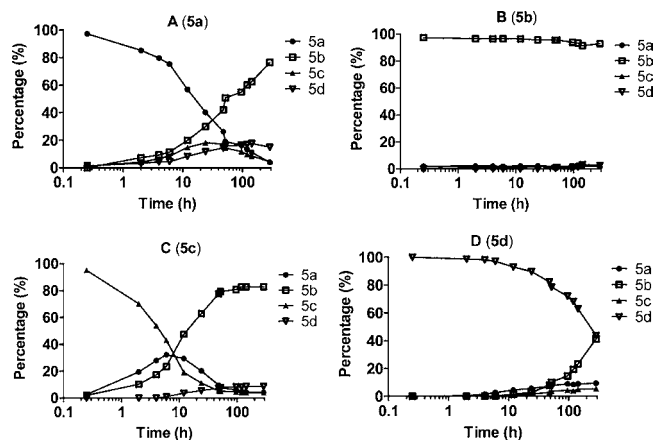 A (5a)
Percentage (%)
100
80
60
40
20
0
0.1
1
10
100
Time (h)
5a
5b
5c
5d
B (5b)
Percentage (%)
100
80
60
40
20
0
0.1
1
10
100
Time (h)
5a
5b
5c
5d
C (5c)
Percentage (%)
100
80
60
40
20
0
0.1
1
10
100
Time (h)
5a
5b
5c
5d
D (5d)
Percentage (%)
100
80
60
40
20
0
0.1
1
10
100
Time (h)
5a
5b
5c
5d